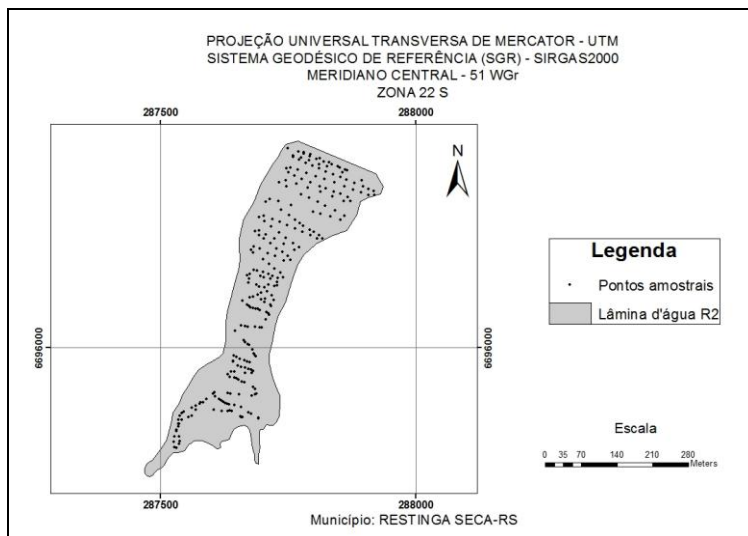 PROJEÇÃO UNIVERSAL TRANSVERSA DE MERCATOR - UTM
SISTEMA GEODÉSICO DE REFERÊNCIA (SGR) - SIRGAS2000
MERIDIANO CENTRAL - 51 WGr
ZONA 22 S
287500 288000
N
Legenda
Pontos amostrais
Lâmina d'água R2
6696000 6696000
Escala
0 35 70 140 210 280
Meters
287500 288000
Município: RESTINGA SECA-RS